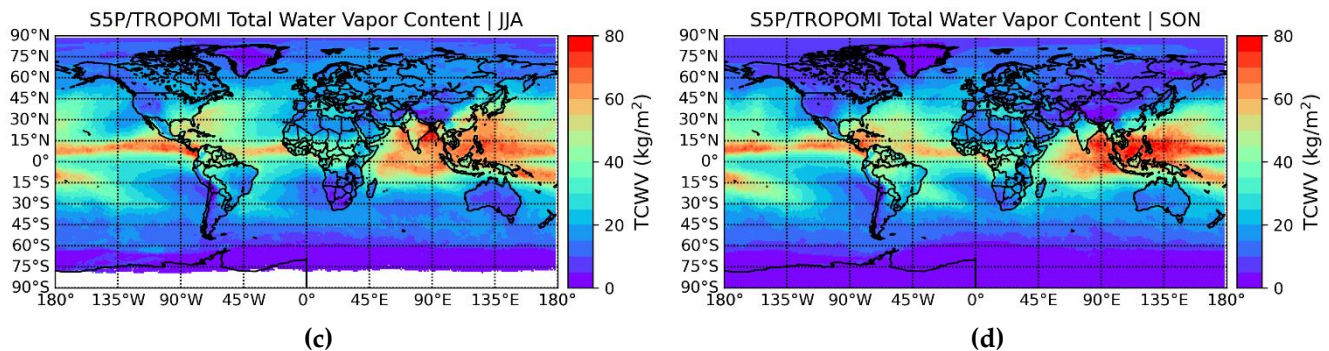 S5P/TROPOMI Total Water Vapor Content | JJA
90°N
75°N
60°N
45°N
30°N
15°N
0°
15°S
30°S
45°S
60°S
75°S
90°S
180° 135°W 90°W 45°W 0° 45°E 90°E 135°E 180°
80
60
40
20
0
TCWV (kg/m²)
(c)
S5P/TROPOMI Total Water Vapor Content | SON
90°N
75°N
60°N
45°N
30°N
15°N
0°
15°S
30°S
45°S
60°S
75°S
90°S
180° 135°W 90°W 45°W 0° 45°E 90°E 135°E 180°
80
60
40
20
0
TCWV (kg/m²)
(d)